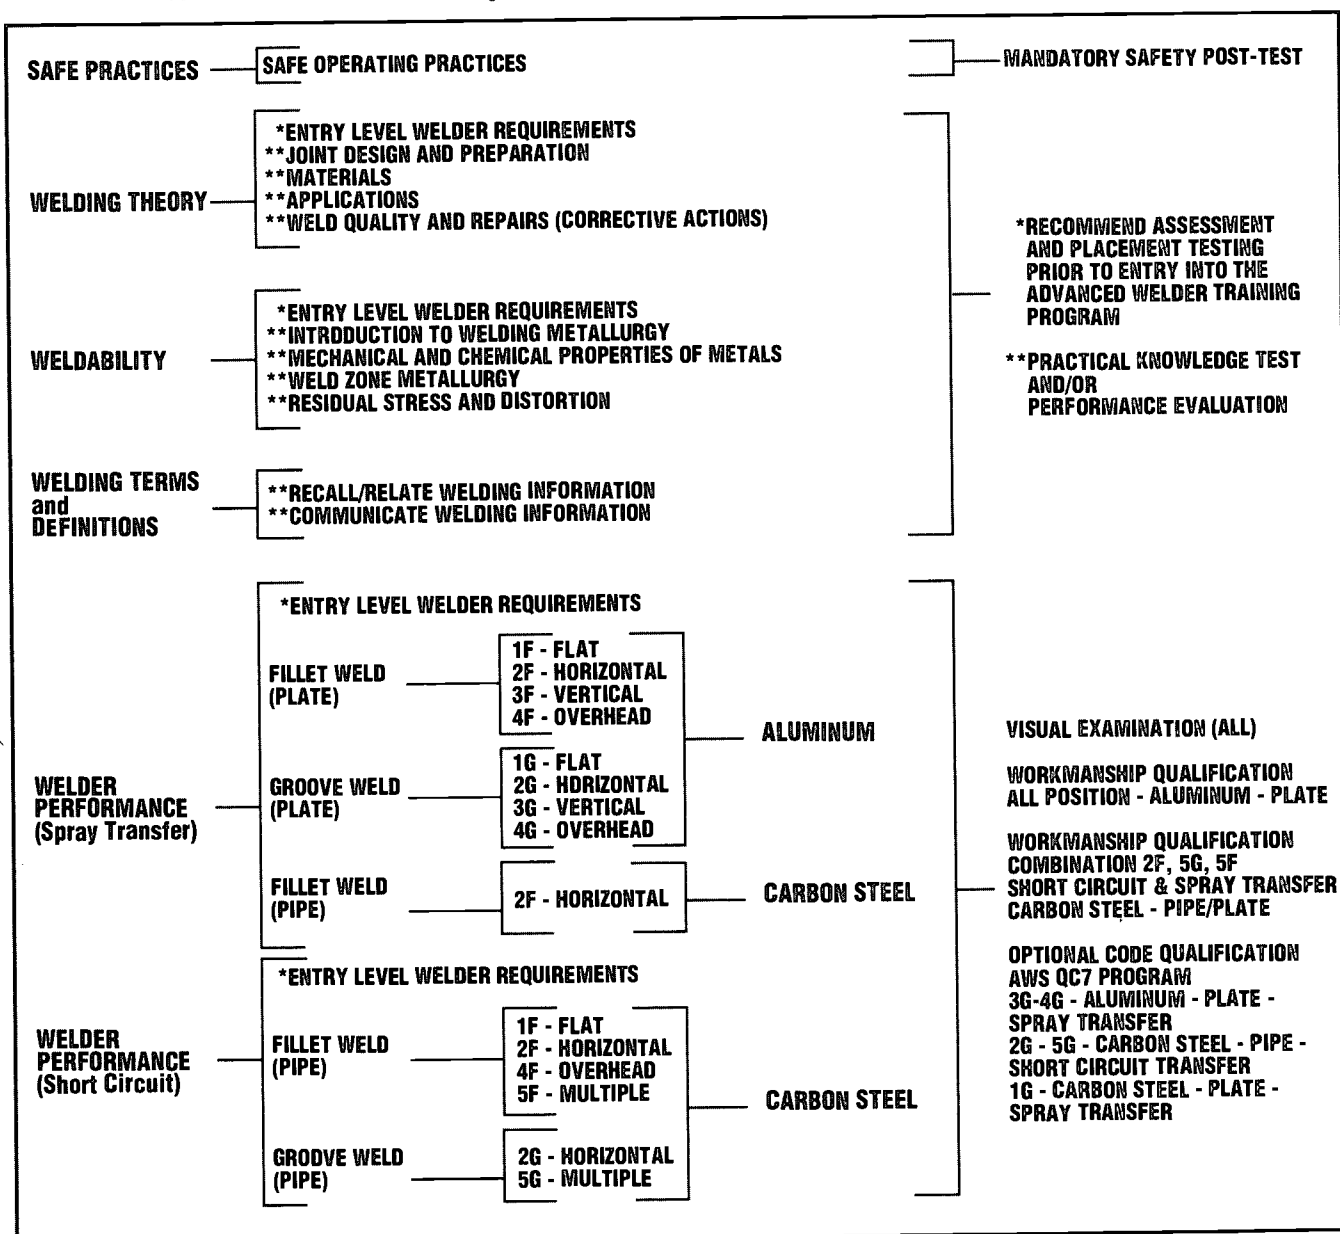 SAFE PRACTICES
SAFE OPERATING PRACTICES
MANDATORY SAFETY POST-TEST
WELDING THEORY
*ENTRY LEVEL WELDER REQUIREMENTS
**JOINT DESIGN AND PREPARATION
**MATERIALS
**APPLICATIONS
**WELD QUALITY AND REPAIRS (CORRECTIVE ACTIONS)
WELDABILITY
*ENTRY LEVEL WELDER REQUIREMENTS
**INTRODUCTION TO WELDING METALLURGY
**MECHANICAL AND CHEMICAL PROPERTIES OF METALS
**WELD ZONE METALLURGY
**RESIDUAL STRESS AND DISTORTION
WELDING TERMS
and
DEFINITIONS
**RECALL/RELATE WELDING INFORMATION
**COMMUNICATE WELDING INFORMATION
*RECOMMEND ASSESSMENT
AND PLACEMENT TESTING
PRIOR TO ENTRY INTO THE
ADVANCED WELDER TRAINING
PROGRAM
**PRACTICAL KNOWLEDGE TEST
AND/OR
PERFORMANCE EVALUATION
WELDER
PERFORMANCE
(Spray Transfer)
*ENTRY LEVEL WELDER REQUIREMENTS
FILLET WELD
(PLATE)
1F - FLAT
2F - HORIZONTAL
3F - VERTICAL
4F - OVERHEAD
GROOVE WELD
(PLATE)
1G - FLAT
2G - HORIZONTAL
3G - VERTICAL
4G - OVERHEAD
ALUMINUM
FILLET WELD
(PIPE)
2F - HORIZONTAL
CARBON STEEL
WELDER
PERFORMANCE
(Short Circuit)
*ENTRY LEVEL WELDER REQUIREMENTS
FILLET WELD
(PIPE)
1F - FLAT
2F - HORIZONTAL
4F - OVERHEAD
5F - MULTIPLE
GROOVE WELD
(PIPE)
2G - HORIZONTAL
5G - MULTIPLE
CARBON STEEL
VISUAL EXAMINATION (ALL)
WORKMANSHIP QUALIFICATION
ALL POSITION - ALUMINUM - PLATE
WORKMANSHIP QUALIFICATION
COMBINATION 2F, 5G, 5F
SHORT CIRCUIT & SPRAY TRANSFER
CARBON STEEL - PIPE/PLATE
OPTIONAL CODE QUALIFICATION
AWS QC7 PROGRAM
3G-4G - ALUMINUM - PLATE -
SPRAY TRANSFER
2G - 5G - CARBON STEEL - PIPE -
SHORT CIRCUIT TRANSFER
1G - CARBON STEEL - PLATE -
SPRAY TRANSFER